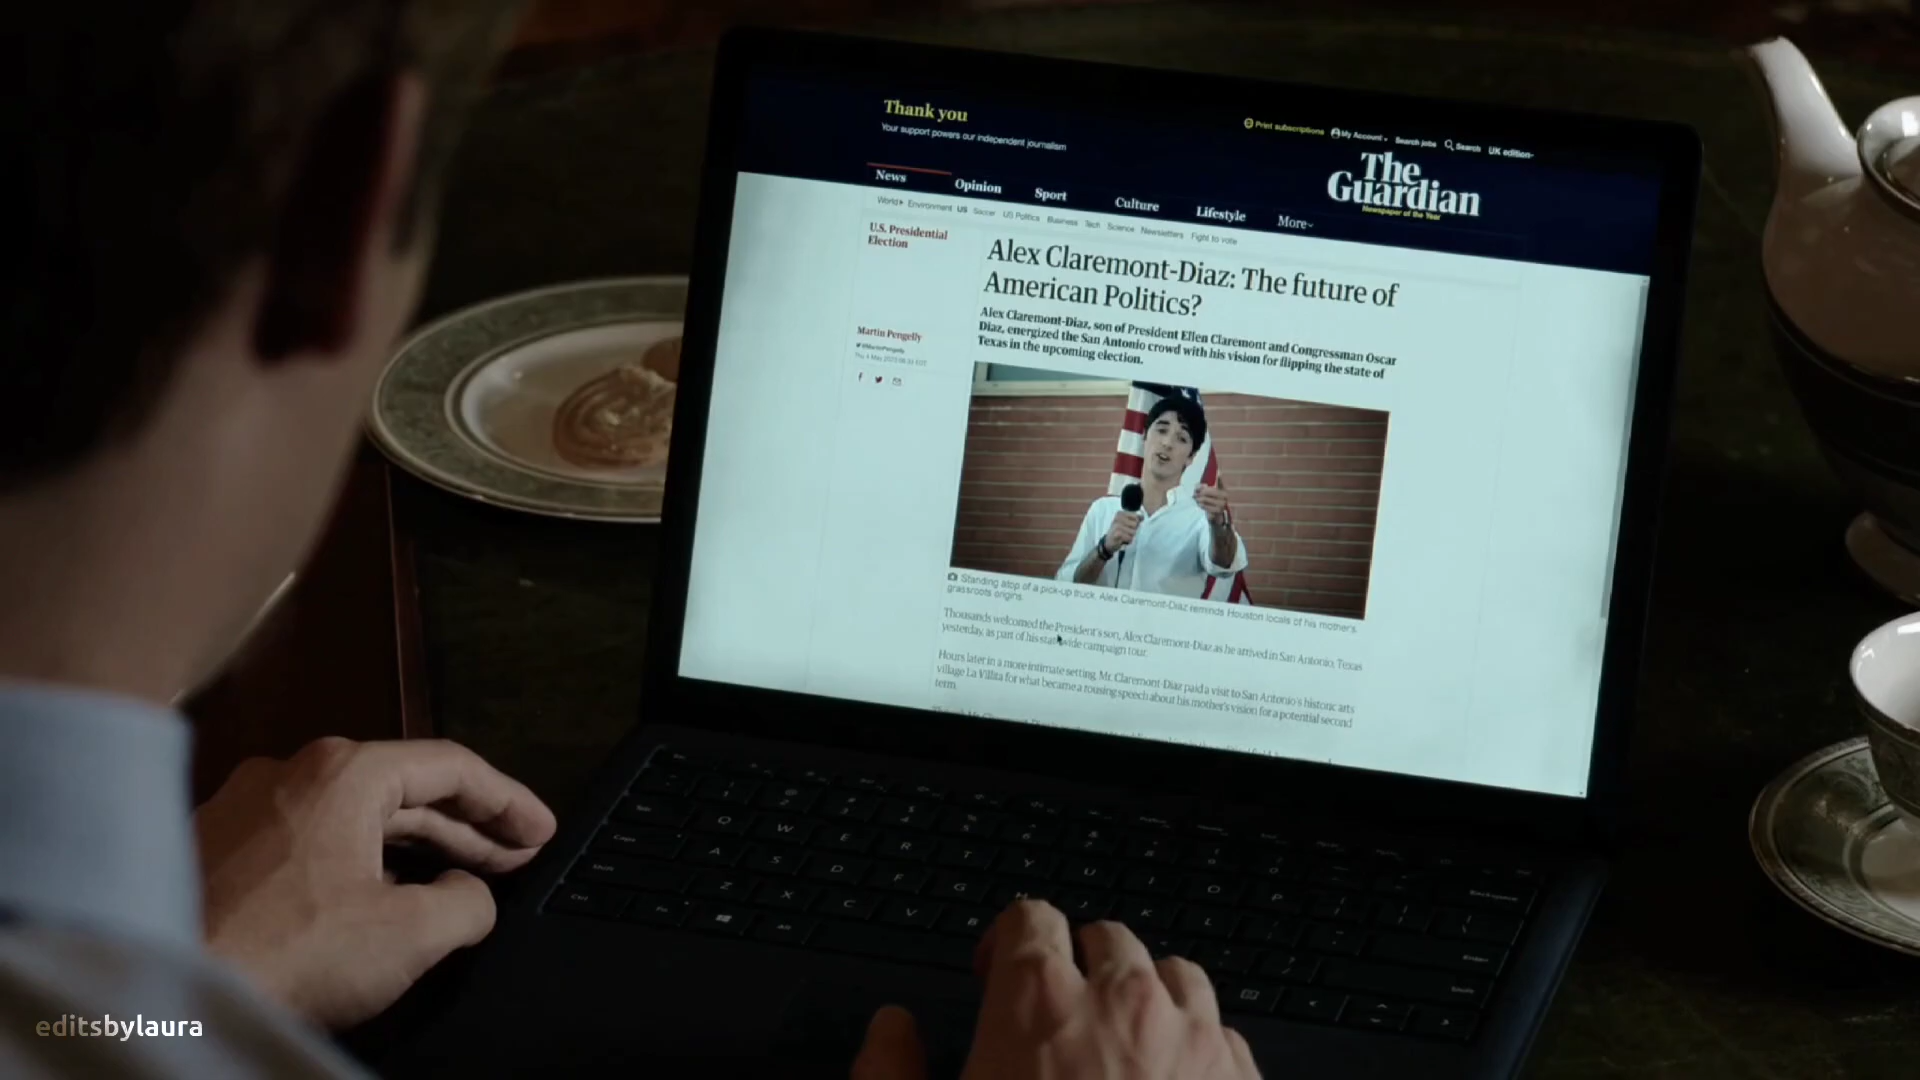 Thank you
Your support powers our independent journalism
Print subscriptions My Account Search jobs Search UK edition
The
Guardian
Newspaper of the Year
News Opinion Sport Culture Lifestyle More
World Environment US Soccer US Politics Business Tech Science Newsletters Fight to vote
U.S. Presidential
Election
Alex Claremont-Diaz: The future of
American Politics?
Alex Claremont-Diaz, son of President Ellen Claremont and Congressman Oscar
Diaz, energized the San Antonio crowd with his vision for flipping the state of
Texas in the upcoming election.
Martin Pengelly
@MartinPengelly
Standing atop of a pick-up truck, Alex Claremont-Diaz reminds Houston locals of his mother's
grassroots origins.
Thousands welcomed the President's son, Alex Claremont-Diaz as he arrived in San Antonio, Texas
yesterday, as part of his statewide campaign tour.
Hours later in a more intimate setting, Mr. Claremont-Diaz paid a visit to San Antonio's historic arts
village La Villita for what became a rousing speech about his mother's vision for a potential second
term.
Q W E R T Y U I O P
A S D F G H J K L
Z X C V B
Backspace
Enter
Shift
editsbylaura